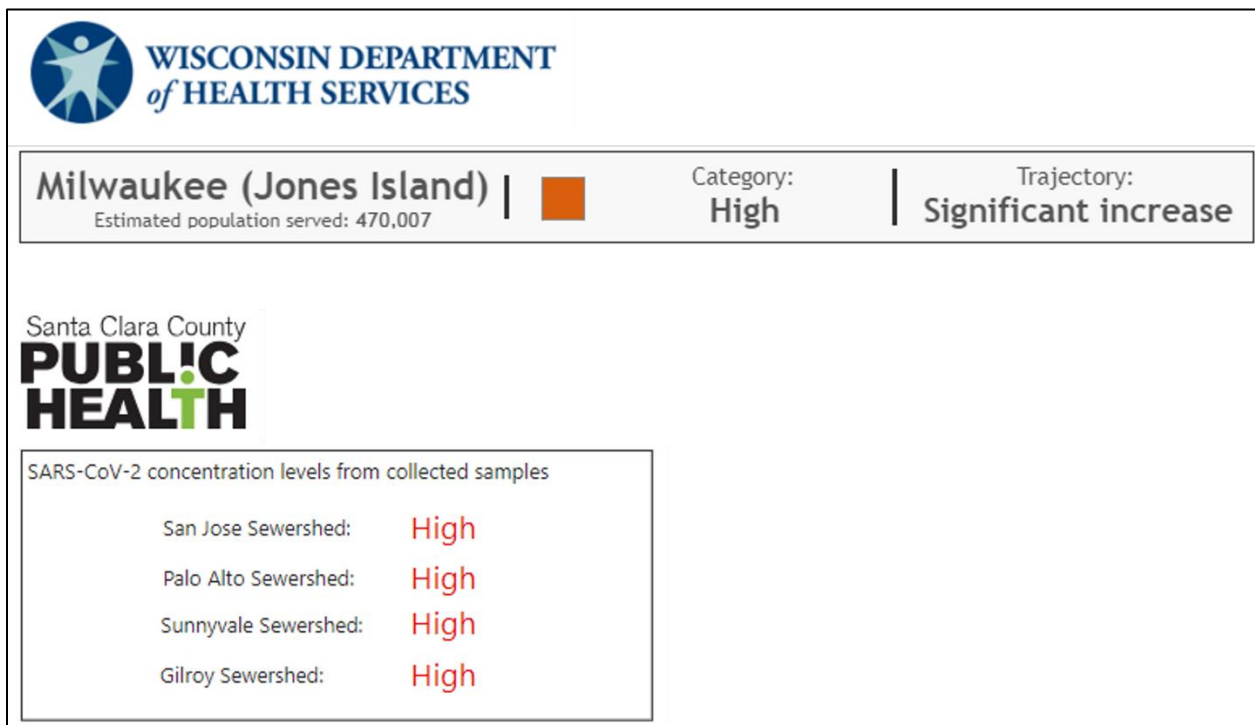 WISCONSIN DEPARTMENT
of HEALTH SERVICES
Milwaukee (Jones Island)
Estimated population served: 470,007
Category:
High
Trajectory:
Significant increase
Santa Clara County
PUBLIC
HEALTH
SARS-CoV-2 concentration levels from collected samples
San Jose Sewershed: High
Palo Alto Sewershed: High
Sunnyvale Sewershed: High
Gilroy Sewershed: High